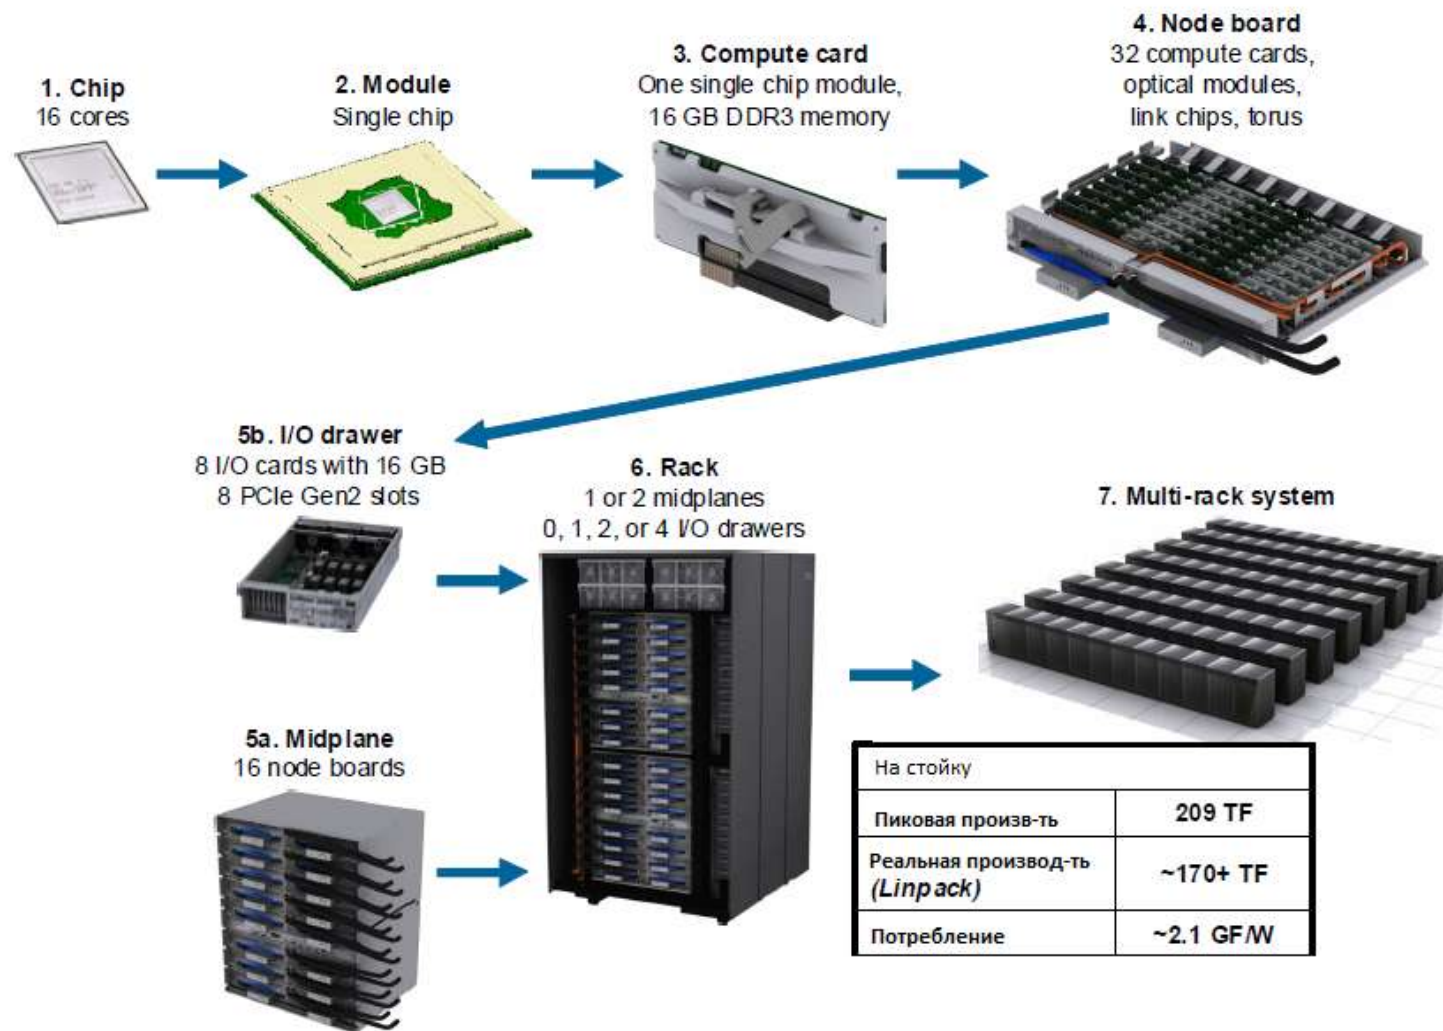 1. Chip
16 cores
2. Module
Single chip
3. Compute card
One single chip module,
16 GB DDR3 memory
4. Node board
32 compute cards,
optical modules,
link chips, torus
5b. I/O drawer
8 I/O cards with 16 GB
8 PCIe Gen2 slots
6. Rack
1 or 2 midplanes
0, 1, 2, or 4 I/O drawers
7. Multi-rack system
5a. Midplane
16 node boards
На стойку
Пиковая произв-ть 209 TF
Реальная производ-ть
(Linpack) ~170+ TF
Потребление ~2.1 GF/W